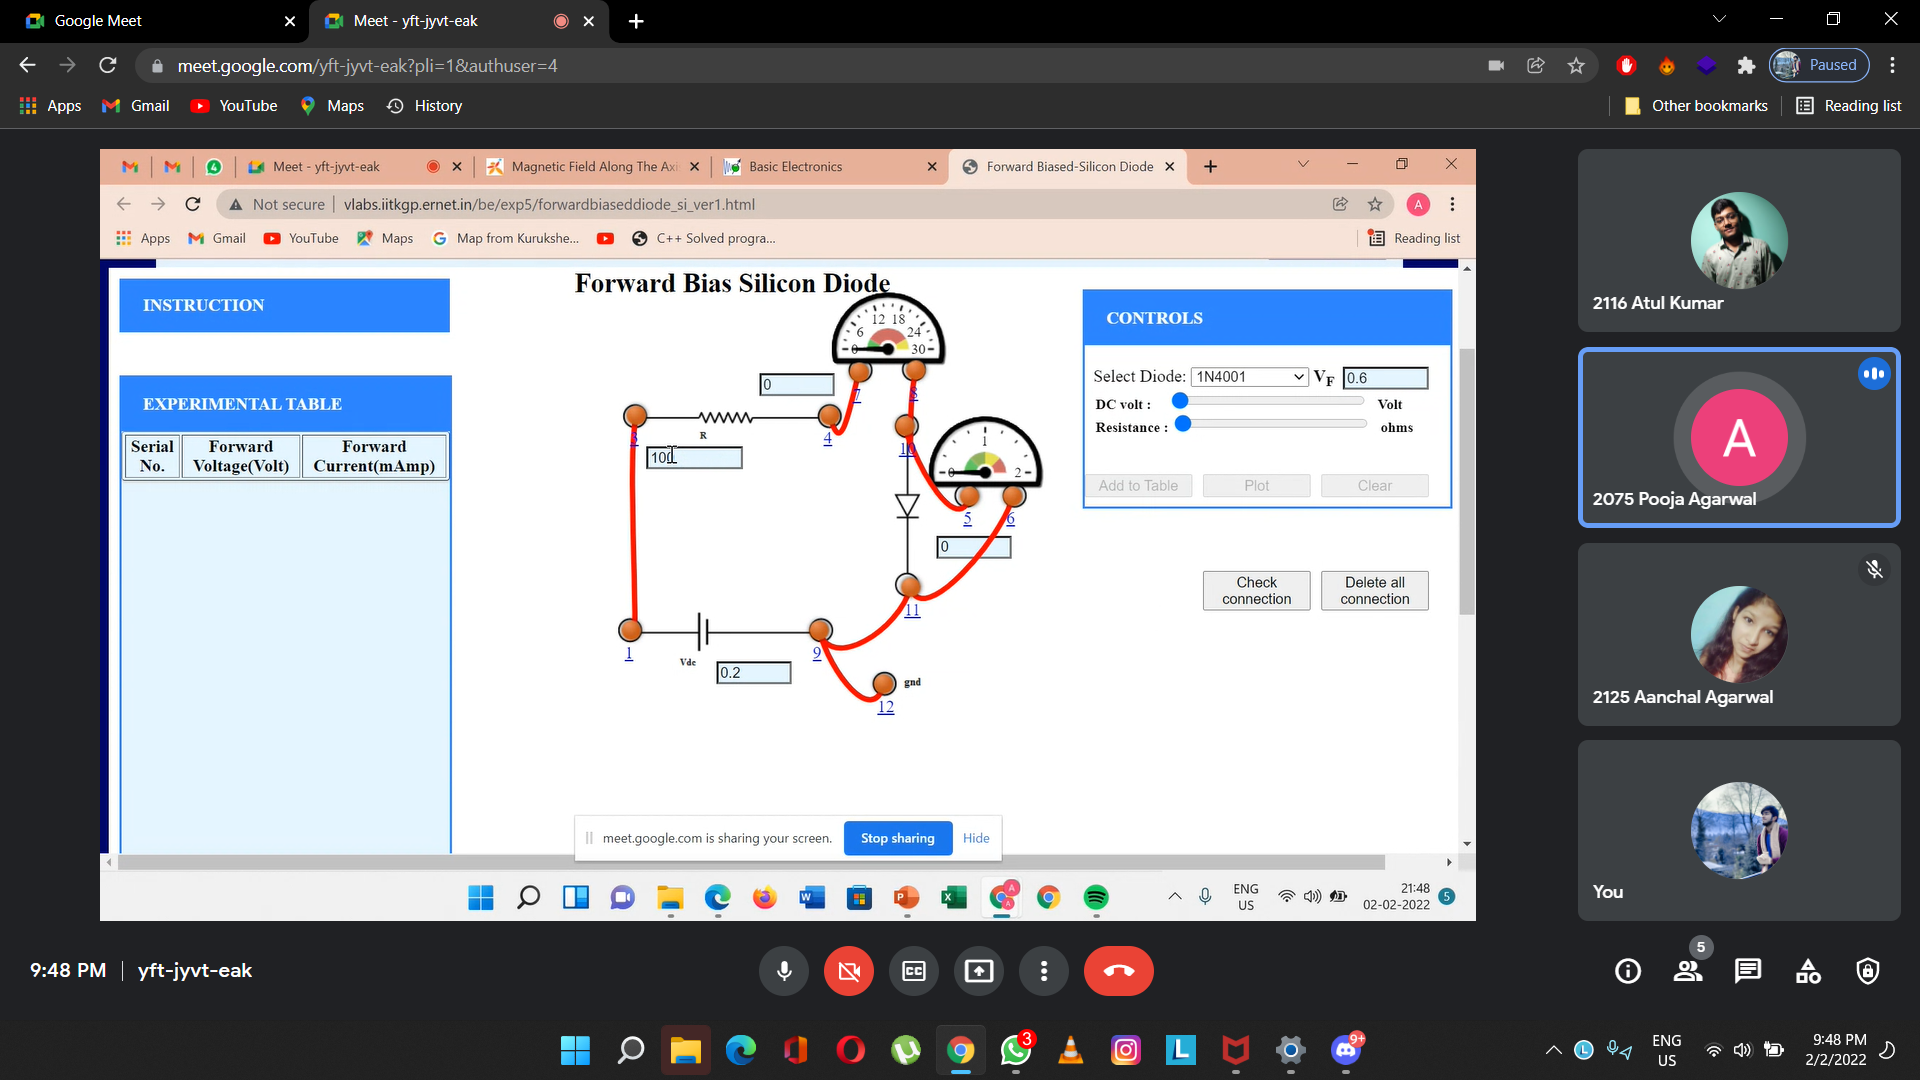 Google Meet
Meet - yft-jyvt-eak
meet.google.com/yft-jyvt-eak?pli=1&authuser=4
Paused
Apps
Gmail
YouTube
Maps
History
Other bookmarks
Reading list
4
Meet - yft-jyvt-eak
Magnetic Field Along The Axi
Basic Electronics
Forward Biased-Silicon Diode
Not secure
vlabs.iitkgp.ernet.in/be/exp5/forwardbiaseddiode_si_ver1.html
A
Apps
Gmail
YouTube
Maps
Map from Kurukshe...
C++ Solved progra...
Reading list
Forward Bias Silicon Diode
INSTRUCTION
EXPERIMENTAL TABLE
Serial No.
Forward Voltage(Volt)
Forward Current(mAmp)
0 6 12 18 24 30
0
7
8
3
R
4
100
10
0 1 2
5
6
0
11
1
Vdc
0.2
9
gnd
12
CONTROLS
Select Diode: 1N4001 VF 0.6
DC volt : Volt
Resistance : ohms
Add to Table
Plot
Clear
Check connection
Delete all connection
meet.google.com is sharing your screen.
Stop sharing
Hide
ENG
US
21:48
02-02-2022
5
2116 Atul Kumar
A
2075 Pooja Agarwal
2125 Aanchal Agarwal
You
9:48 PM
yft-jyvt-eak
CC
5
3
9+
ENG
US
9:48 PM
2/2/2022